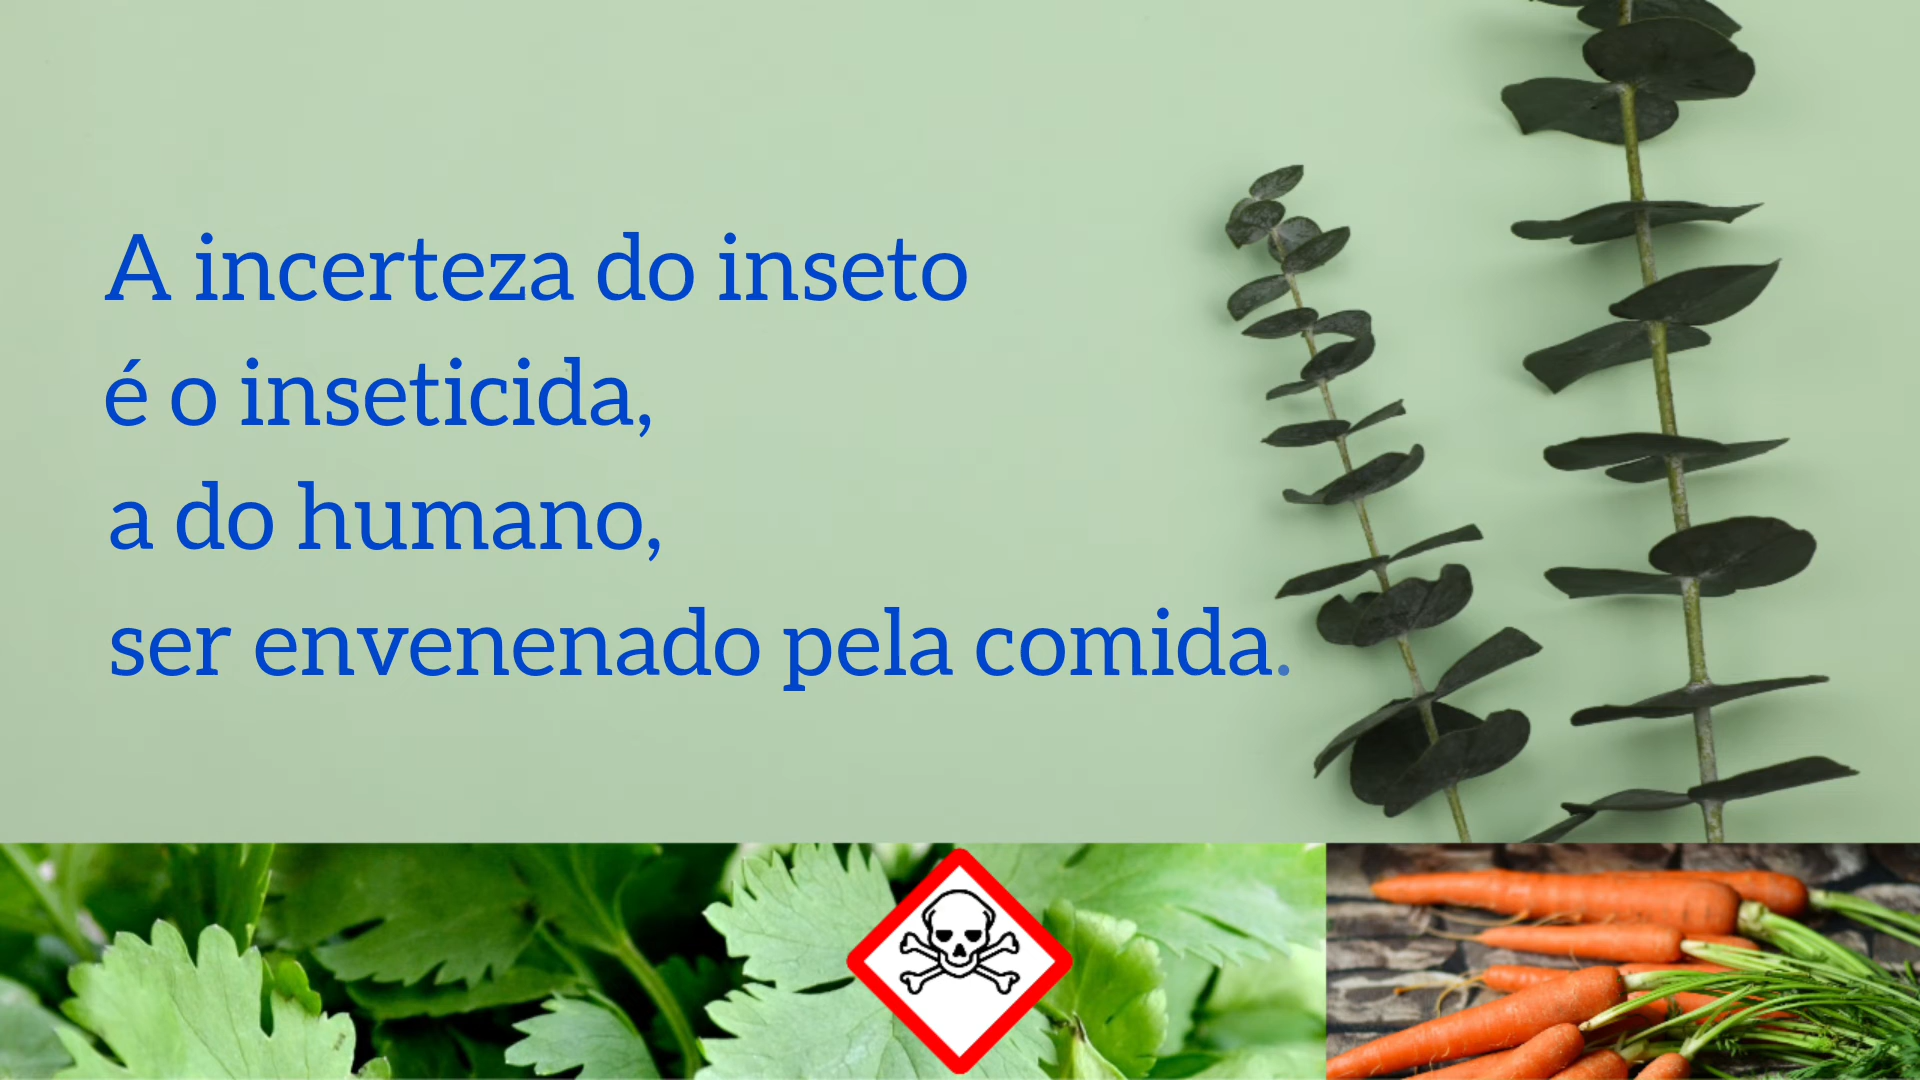 A incerteza do inseto
é o inseticida,
a do humano,
ser envenenado pela comida.